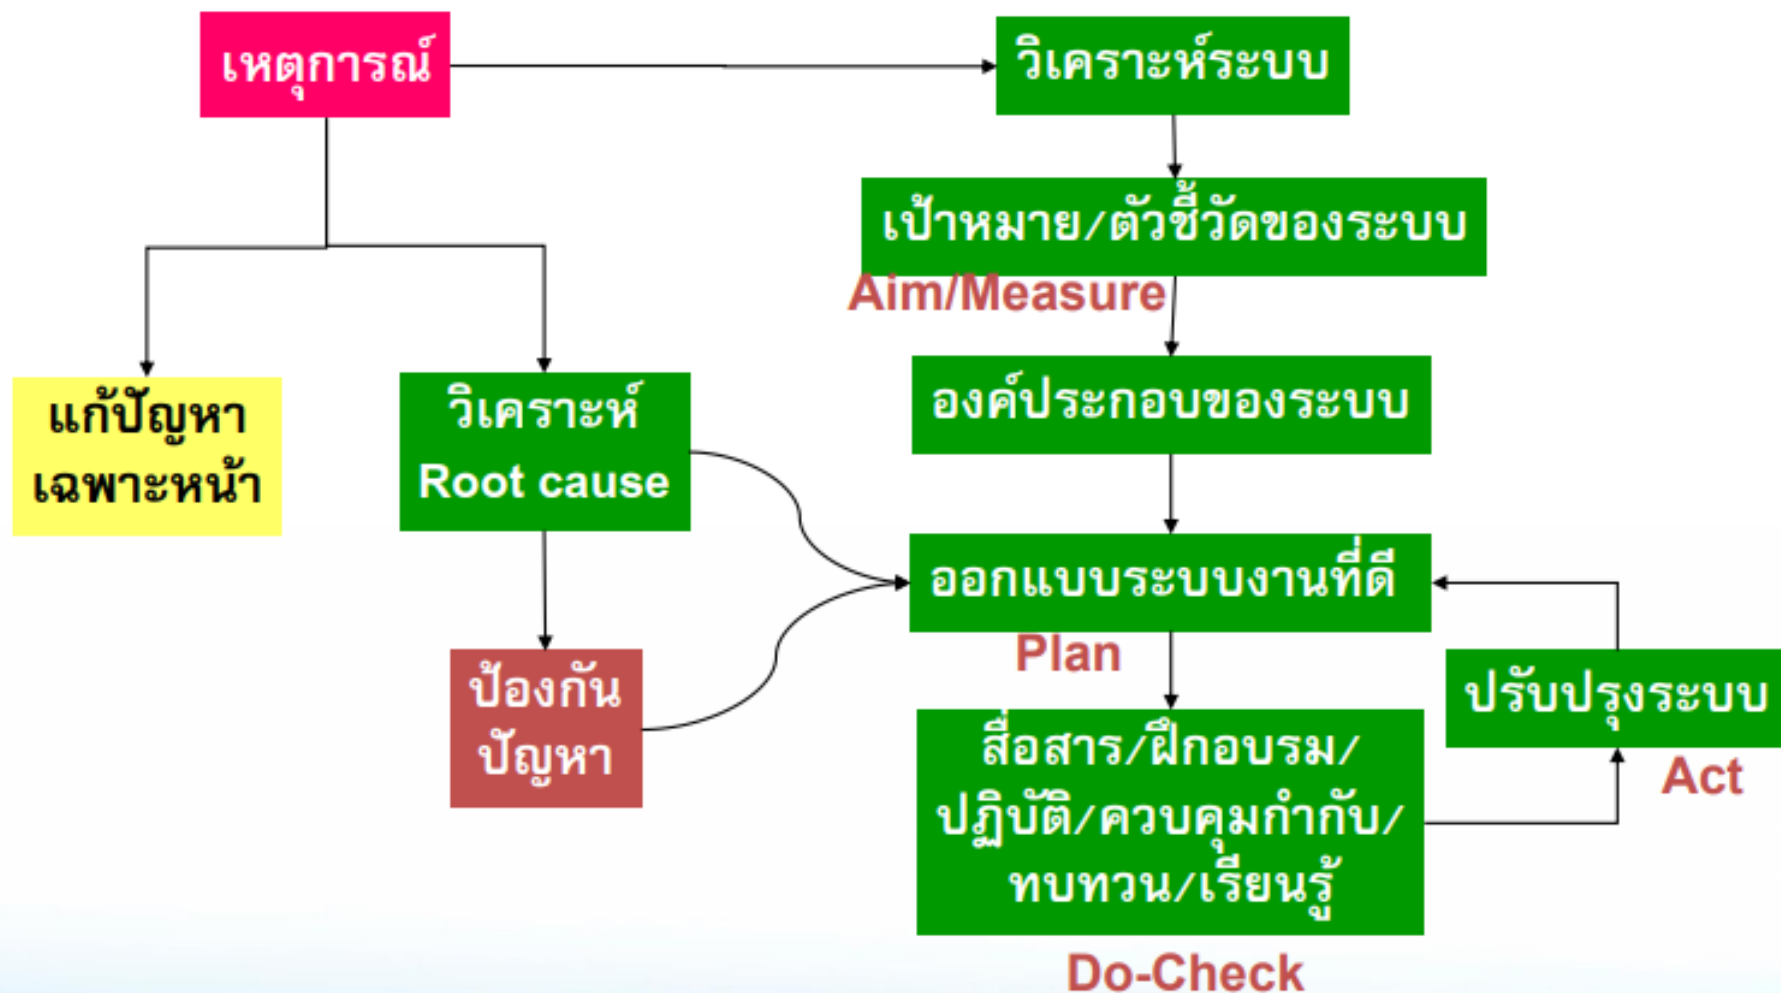 เหตุการณ์
วิเคราะห์ระบบ
เป้าหมาย/ตัวชี้วัดของระบบ
Aim/Measure
องค์ประกอบของระบบ
แก้ปัญหา
เฉพาะหน้า
วิเคราะห์
Root cause
ออกแบบระบบงานที่ดี
Plan
ป้องกัน
ปัญหา
ปรับปรุงระบบ
Act
สื่อสาร/ฝึกอบรม/
ปฏิบัติ/ควบคุมกำกับ/
ทบทวน/เรียนรู้
Do-Check